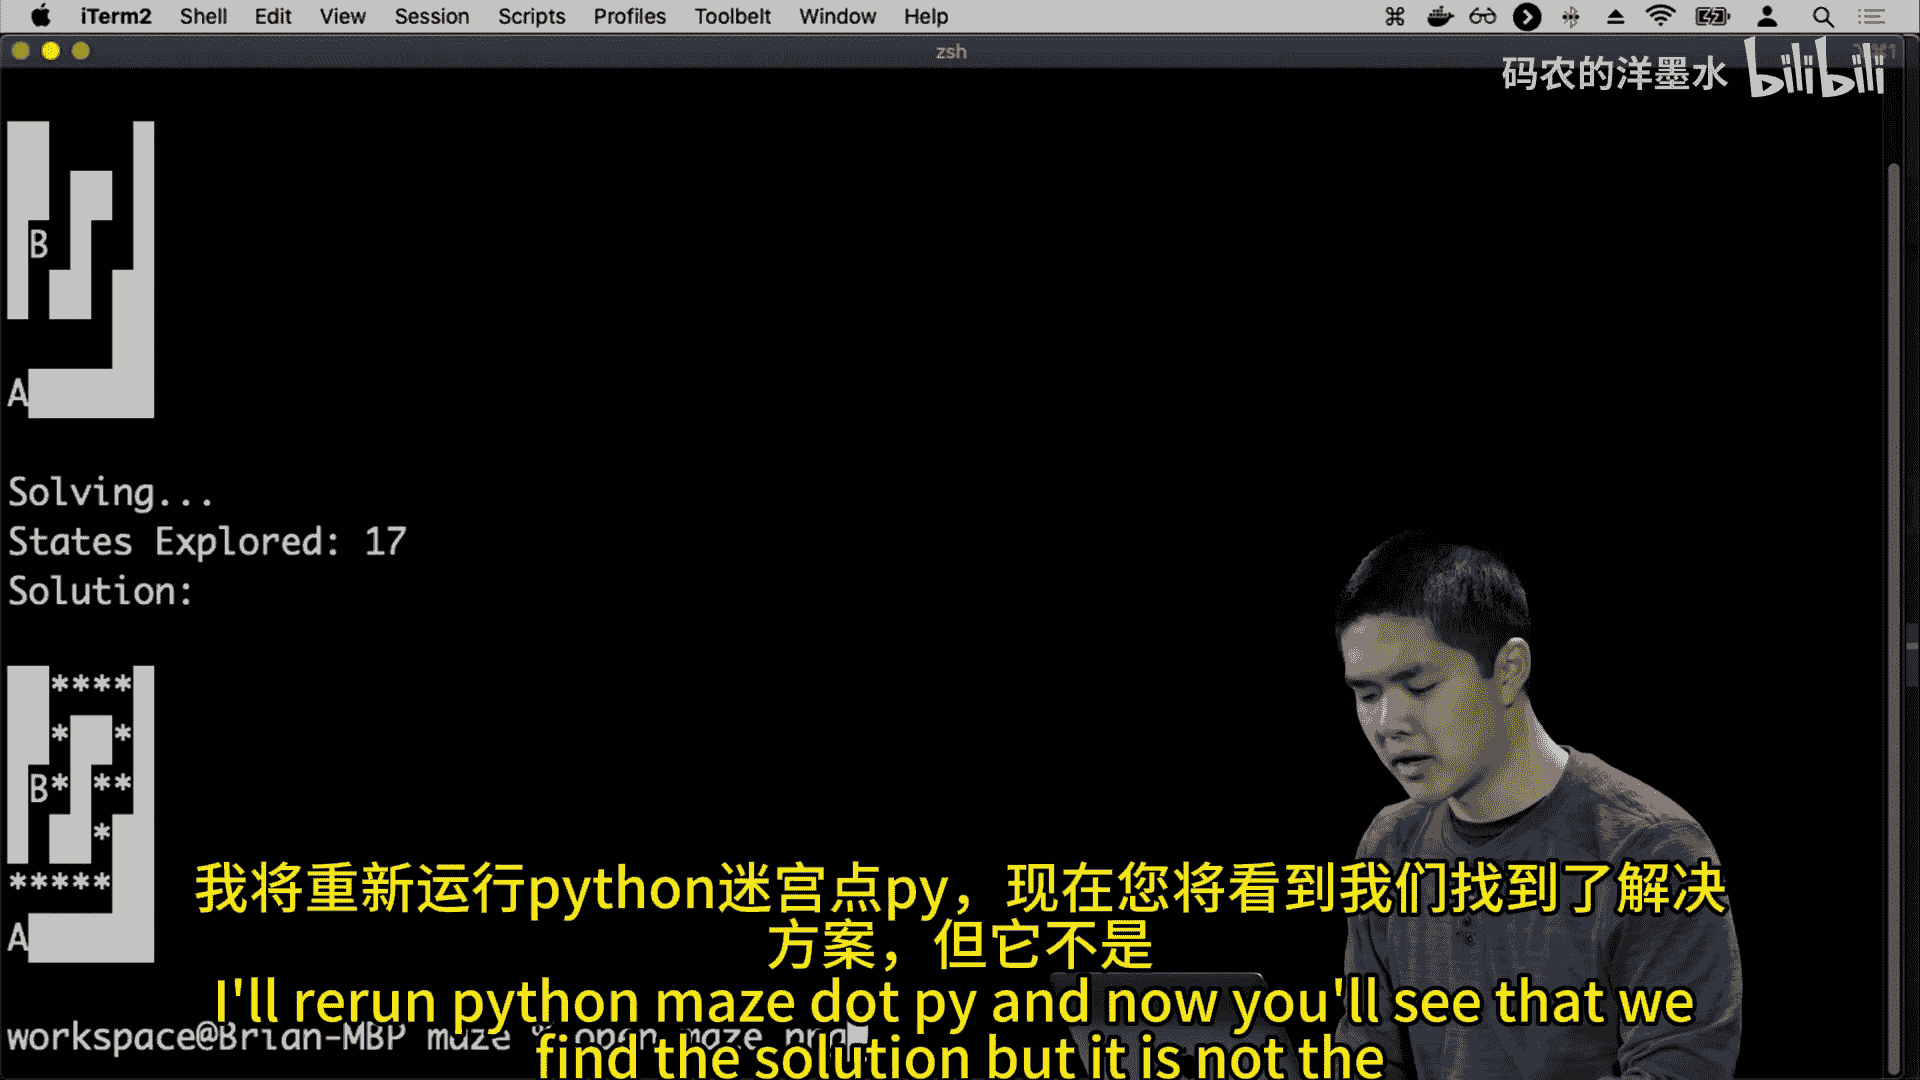 iTerm2 Shell Edit View Session Scripts Profiles Toolbelt Window Help
zsh
码农的洋墨水 bilibili
B
A
Solving...
States Explored: 17
Solution:
****
* *
B* **
*
*****
A
我将重新运行python迷宫点py，现在您将看到我们找到了解决
方案，但它不是
I'll rerun python maze dot py and now you'll see that we
workspace@Brian-MBP maze % open maze.png
find the solution but it is not the